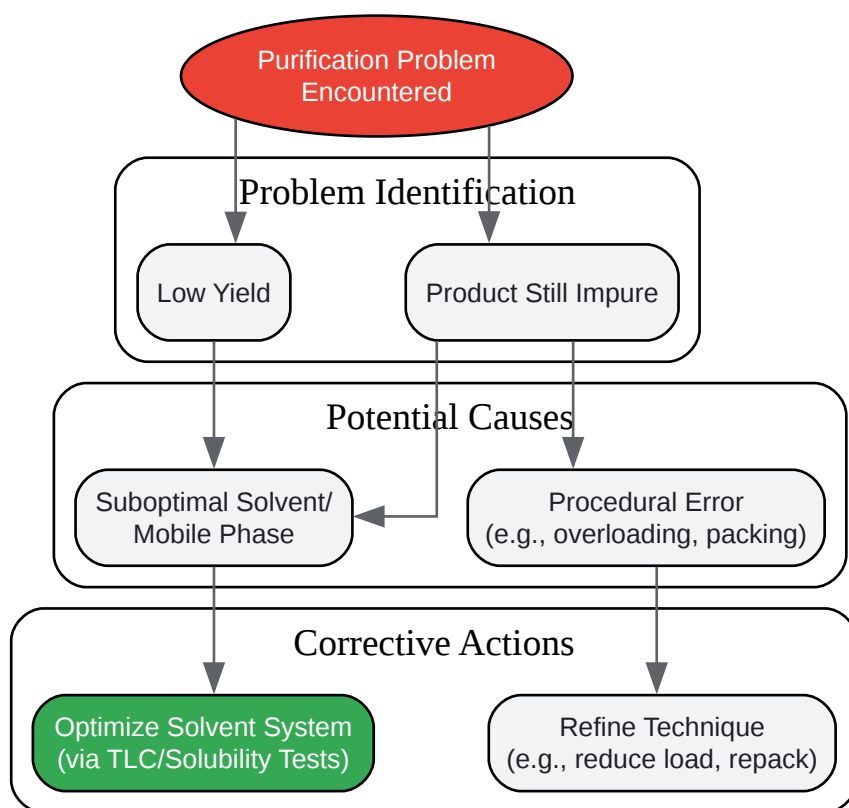 Purification Problem
Encountered
Problem Identification
Low Yield
Product Still Impure
Potential Causes
Suboptimal Solvent/
Mobile Phase
Procedural Error
(e.g., overloading, packing)
Corrective Actions
Optimize Solvent System
(via TLC/Solubility Tests)
Refine Technique
(e.g., reduce load, repack)